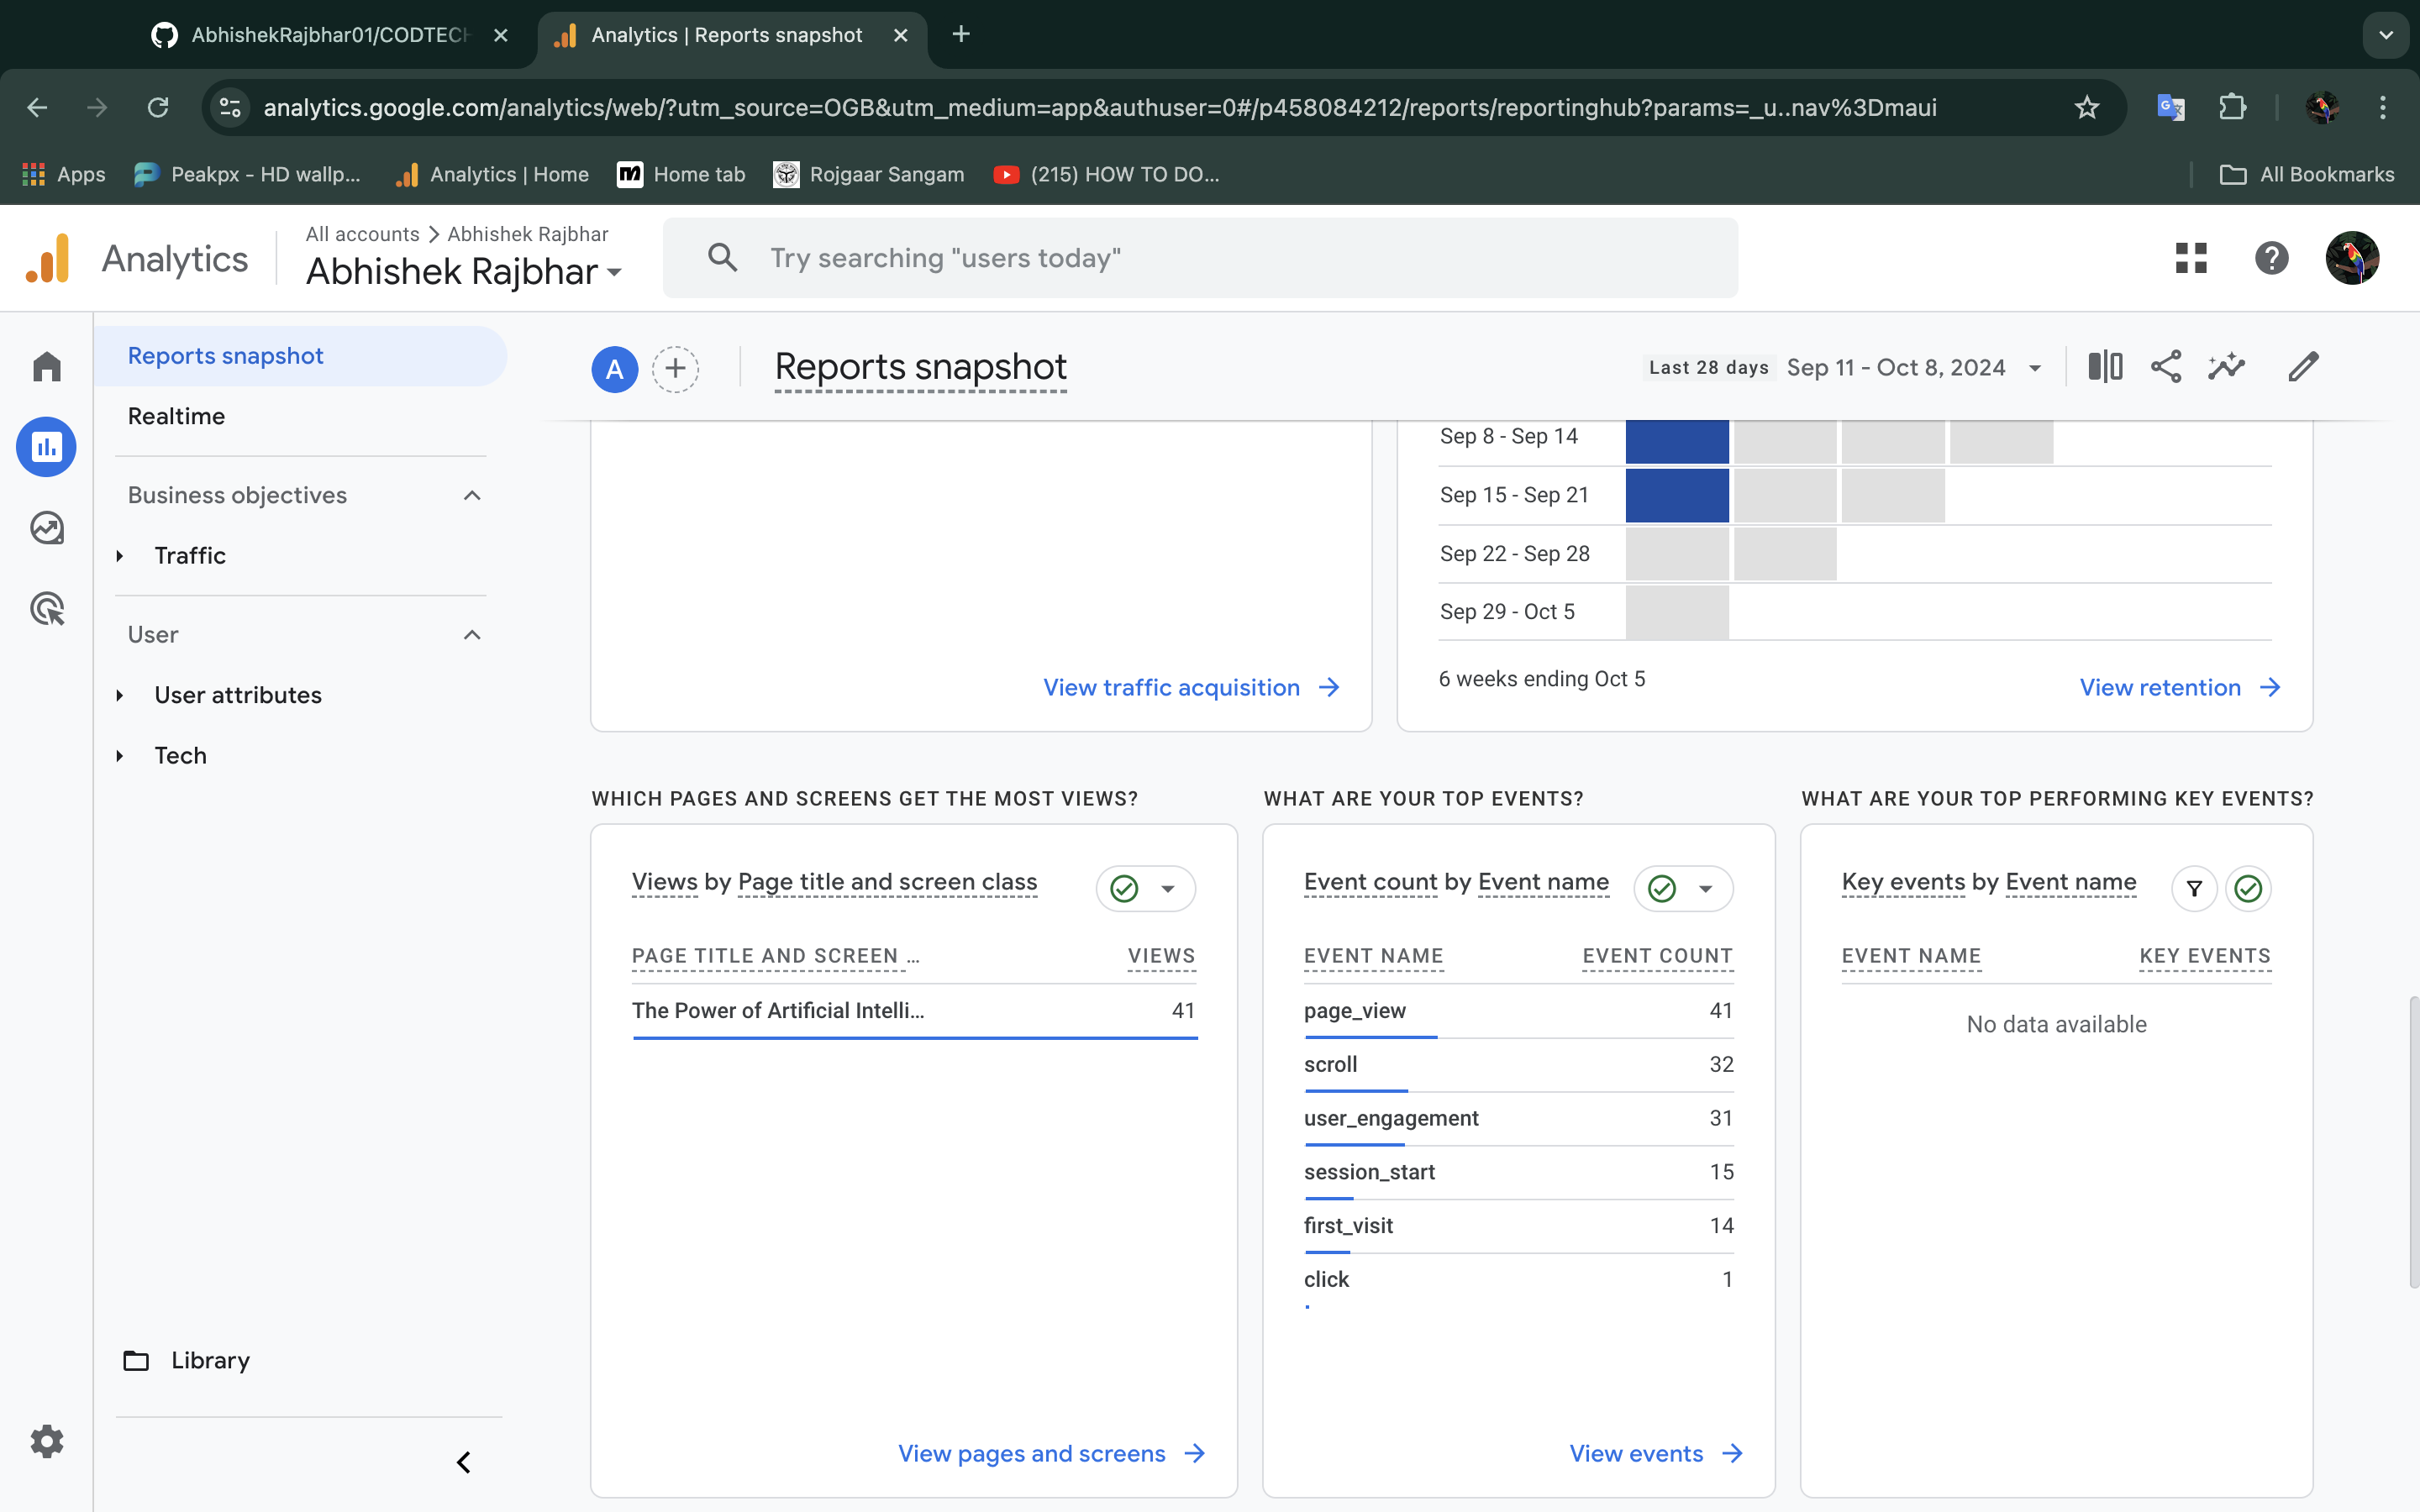 AbhishekRajbhar01/CODTECH
Analytics | Reports snapshot
analytics.google.com/analytics/web/?utm_source=OGB&utm_medium=app&authuser=0#/p458084212/reports/reportinghub?params=_u..nav%3Dmaui
Apps
Peakpx - HD wallp...
Analytics | Home
Home tab
Rojgaar Sangam
(215) HOW TO DO...
All Bookmarks
Analytics
All accounts > Abhishek Rajbhar
Abhishek Rajbhar
Try searching "users today"
Reports snapshot
Realtime
Business objectives
Traffic
User
User attributes
Tech
Library
A
Reports snapshot
Last 28 days Sep 11 - Oct 8, 2024
Sep 8 - Sep 14
Sep 15 - Sep 21
Sep 22 - Sep 28
Sep 29 - Oct 5
6 weeks ending Oct 5
View traffic acquisition
View retention
WHICH PAGES AND SCREENS GET THE MOST VIEWS?
Views by Page title and screen class
PAGE TITLE AND SCREEN ... VIEWS
The Power of Artificial Intelli... 41
View pages and screens
WHAT ARE YOUR TOP EVENTS?
Event count by Event name
EVENT NAME EVENT COUNT
page_view 41
scroll 32
user_engagement 31
session_start 15
first_visit 14
click 1
View events
WHAT ARE YOUR TOP PERFORMING KEY EVENTS?
Key events by Event name
EVENT NAME KEY EVENTS
No data available